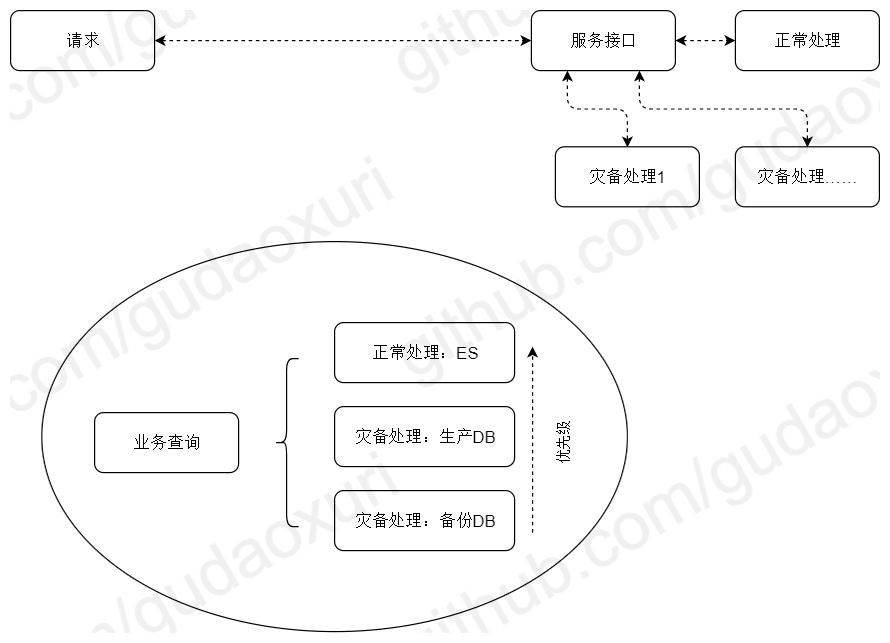 请求
服务接口
正常处理
灾备处理1
灾备处理……
正常处理：ES
业务查询
灾备处理：生产DB
优先级
灾备处理：备份DB
github.com/gudaoxuri
github.com/gudaoxuri
github.com/gudaoxuri
github.com/gudaoxuri